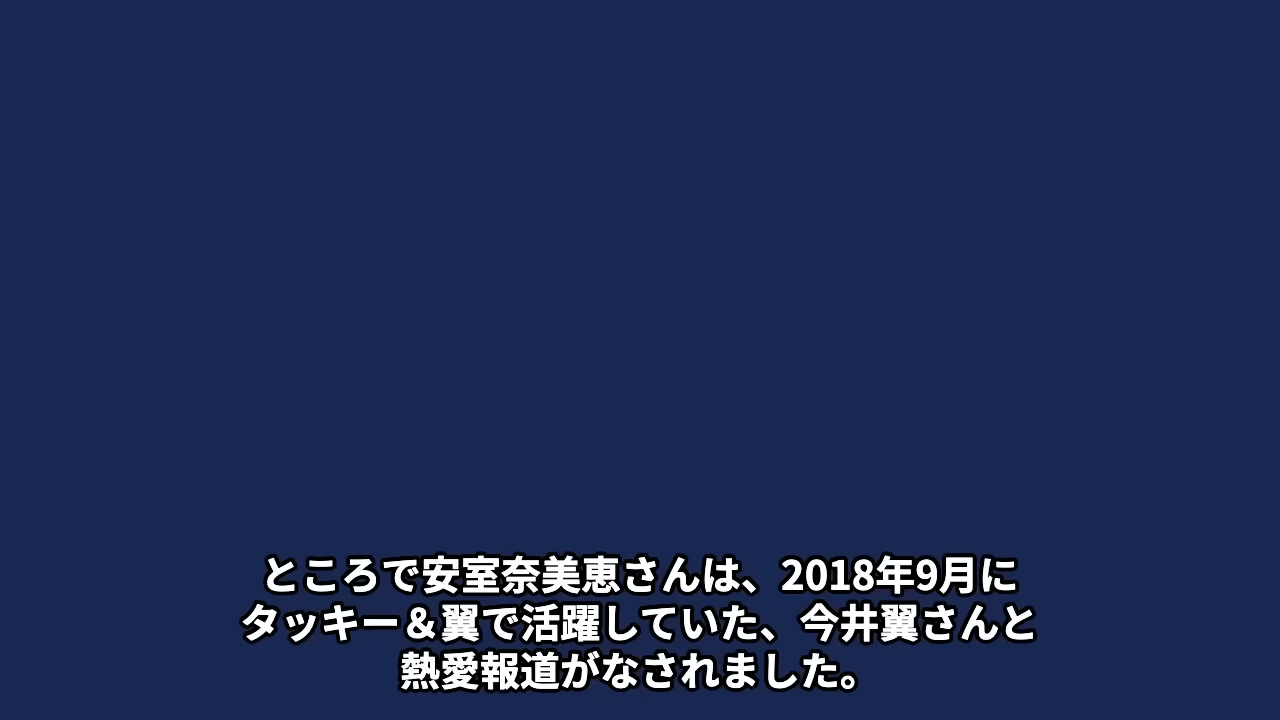 ところで安室奈美恵さんは、2018年9月に
タッキー＆翼で活躍していた、今井翼さんと
熱愛報道がなされました。